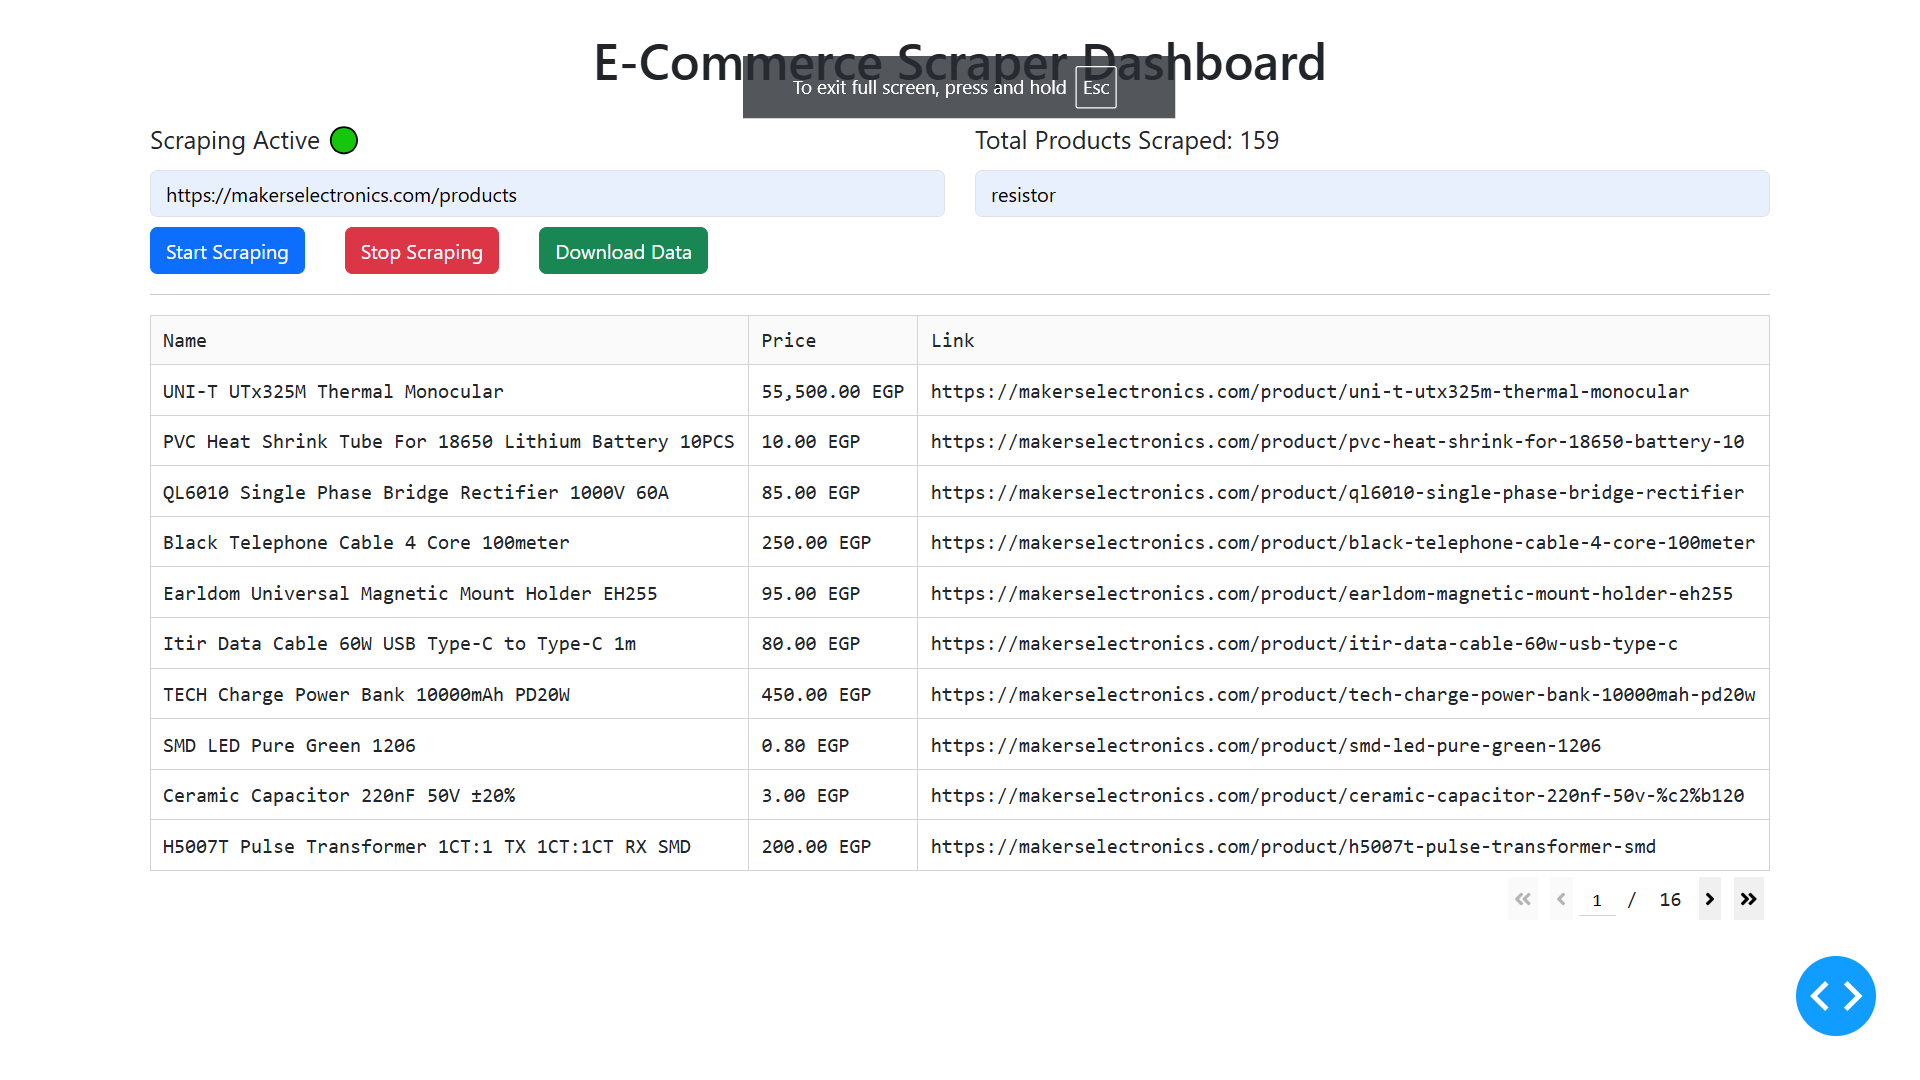 E-Commerce Scraper Dashboard
To exit full screen, press and hold Esc
Scraping Active
Total Products Scraped: 159
https://makerselectronics.com/products
resistor
Start Scraping Stop Scraping Download Data
Name Price Link
UNI-T UTx325M Thermal Monocular 55,500.00 EGP https://makerselectronics.com/product/uni-t-utx325m-thermal-monocular
PVC Heat Shrink Tube For 18650 Lithium Battery 10PCS 10.00 EGP https://makerselectronics.com/product/pvc-heat-shrink-for-18650-battery-10
QL6010 Single Phase Bridge Rectifier 1000V 60A 85.00 EGP https://makerselectronics.com/product/ql6010-single-phase-bridge-rectifier
Black Telephone Cable 4 Core 100meter 250.00 EGP https://makerselectronics.com/product/black-telephone-cable-4-core-100meter
Earldom Universal Magnetic Mount Holder EH255 95.00 EGP https://makerselectronics.com/product/earldom-magnetic-mount-holder-eh255
Itir Data Cable 60W USB Type-C to Type-C 1m 80.00 EGP https://makerselectronics.com/product/itir-data-cable-60w-usb-type-c
TECH Charge Power Bank 10000mAh PD20W 450.00 EGP https://makerselectronics.com/product/tech-charge-power-bank-10000mah-pd20w
SMD LED Pure Green 1206 0.80 EGP https://makerselectronics.com/product/smd-led-pure-green-1206
Ceramic Capacitor 220nF 50V ±20% 3.00 EGP https://makerselectronics.com/product/ceramic-capacitor-220nf-50v-%c2%b120
H5007T Pulse Transformer 1CT:1 TX 1CT:1CT RX SMD 200.00 EGP https://makerselectronics.com/product/h5007t-pulse-transformer-smd
1 / 16